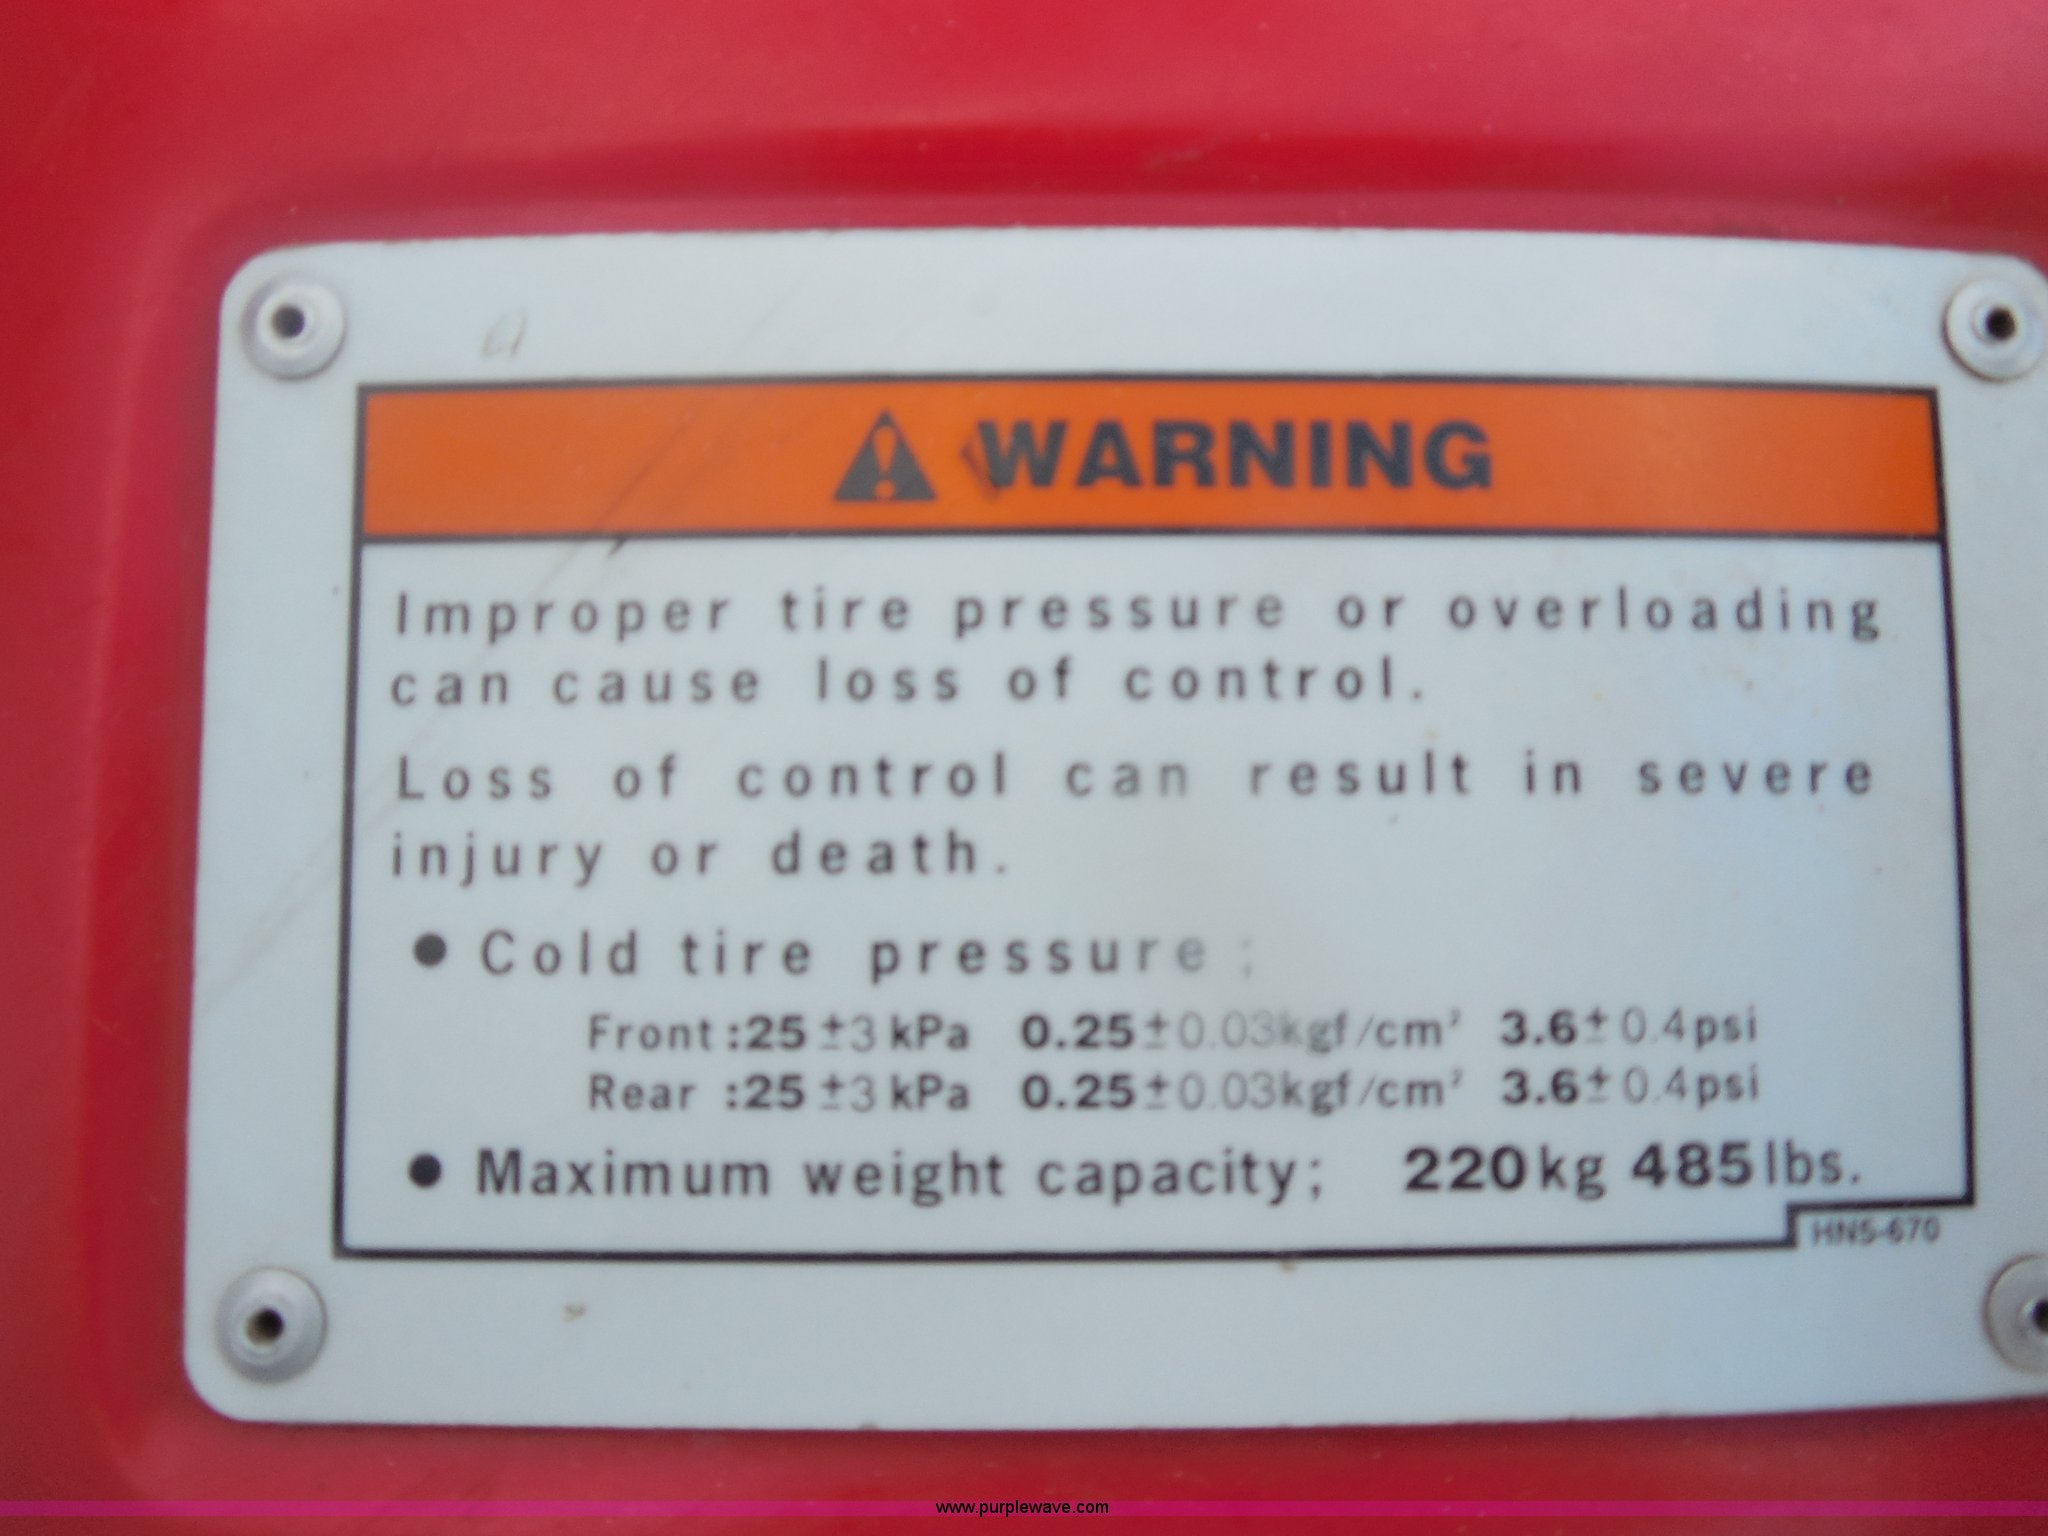 WARNING
Improper tire pressure or overloading
can cause loss of control.
Loss of control can result in severe
injury or death.
● Cold tire pressure ;
Front :25 ±3 kPa 0.25±0.03kgf/cm² 3.6±0.4psi
Rear :25 ±3 kPa 0.25±0.03kgf/cm² 3.6±0.4psi
● Maximum weight capacity; 220kg 485lbs.
HN5-670
www.purplewave.com